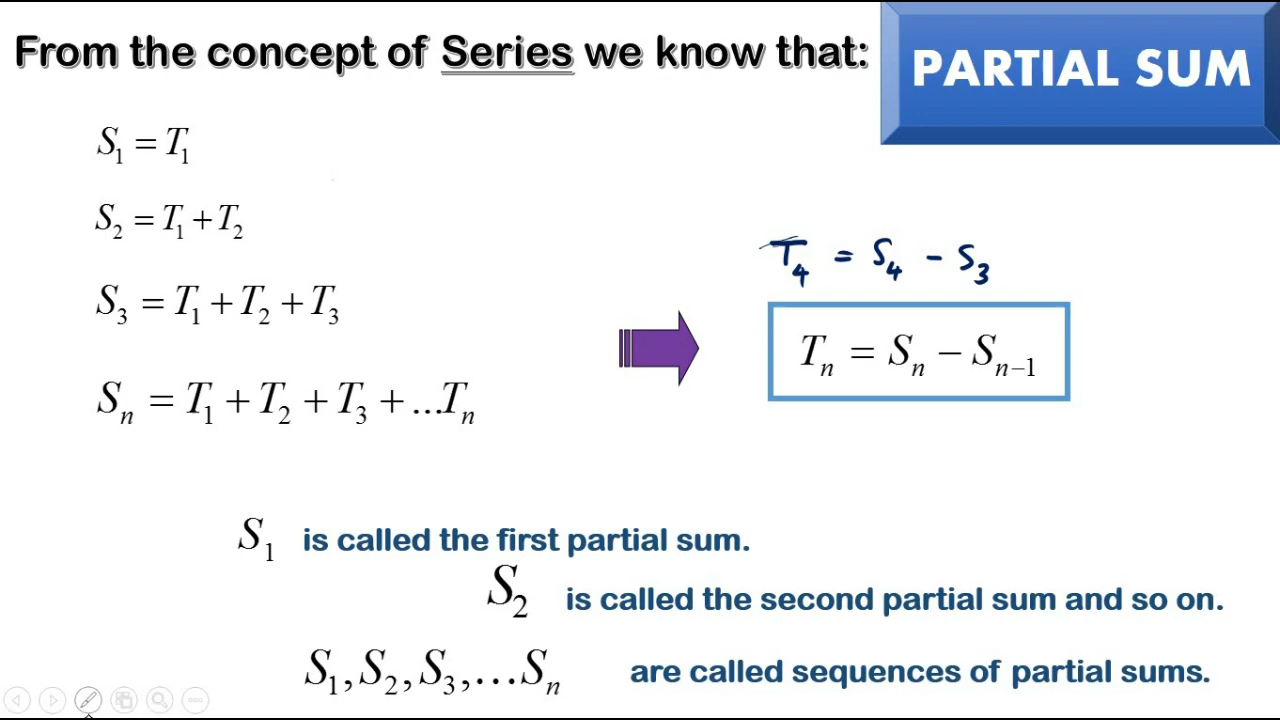 From the concept of Series we know that:
PARTIAL SUM
S₁ = T₁
S₂ = T₁ + T₂
S₃ = T₁ + T₂ + T₃
Sₙ = T₁ + T₂ + T₃ + ...Tₙ
T₄ = S₄ - S₃
Tₙ = Sₙ − Sₙ₋₁
S₁ is called the first partial sum.
S₂ is called the second partial sum and so on.
S₁, S₂, S₃, ...Sₙ are called sequences of partial sums.